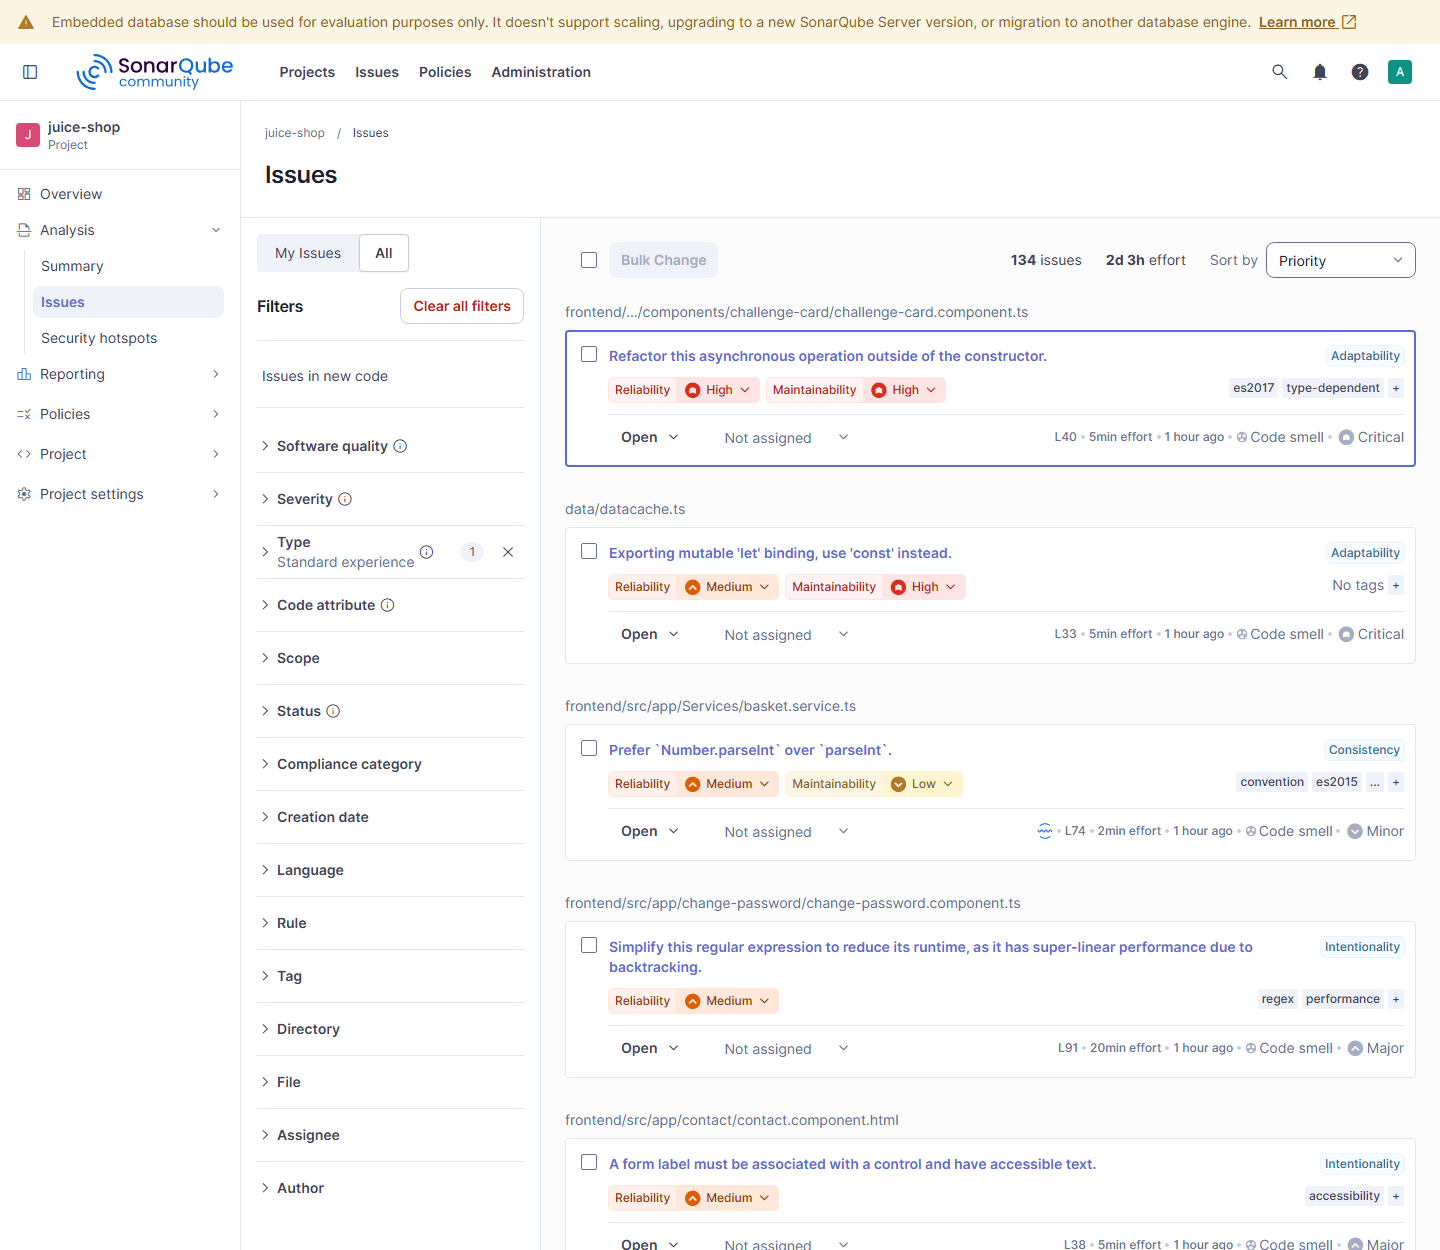 Embedded database should be used for evaluation purposes only. It doesn't support scaling, upgrading to a new SonarQube Server version, or migration to another database engine. Learn more
SonarQube
community
Projects
Issues
Policies
Administration
?
A
J
juice-shop
Project
Overview
Analysis
Summary
Issues
Security hotspots
Reporting
Policies
Project
Project settings
juice-shop / Issues
Issues
My Issues
All
Filters
Clear all filters
Issues in new code
Software quality
Severity
Type
Standard experience
1
Code attribute
Scope
Status
Compliance category
Creation date
Language
Rule
Tag
Directory
File
Assignee
Author
Bulk Change
134 issues
2d 3h effort
Sort by
Priority
frontend/.../components/challenge-card/challenge-card.component.ts
Refactor this asynchronous operation outside of the constructor.
Adaptability
Reliability High
Maintainability High
es2017 type-dependent +
Open
Not assigned
L40 • 5min effort • 1 hour ago • Code smell • Critical
data/datacache.ts
Exporting mutable 'let' binding, use 'const' instead.
Adaptability
Reliability Medium
Maintainability High
No tags +
Open
Not assigned
L33 • 5min effort • 1 hour ago • Code smell • Critical
frontend/src/app/Services/basket.service.ts
Prefer `Number.parseInt` over `parseInt`.
Consistency
Reliability Medium
Maintainability Low
convention es2015 ... +
Open
Not assigned
• L74 • 2min effort • 1 hour ago • Code smell • Minor
frontend/src/app/change-password/change-password.component.ts
Simplify this regular expression to reduce its runtime, as it has super-linear performance due to
backtracking.
Intentionality
Reliability Medium
regex performance +
Open
Not assigned
L91 • 20min effort • 1 hour ago • Code smell • Major
frontend/src/app/contact/contact.component.html
A form label must be associated with a control and have accessible text.
Intentionality
Reliability Medium
accessibility +
Open
Not assigned
L38 • 5min effort • 1 hour ago • Code smell • Major